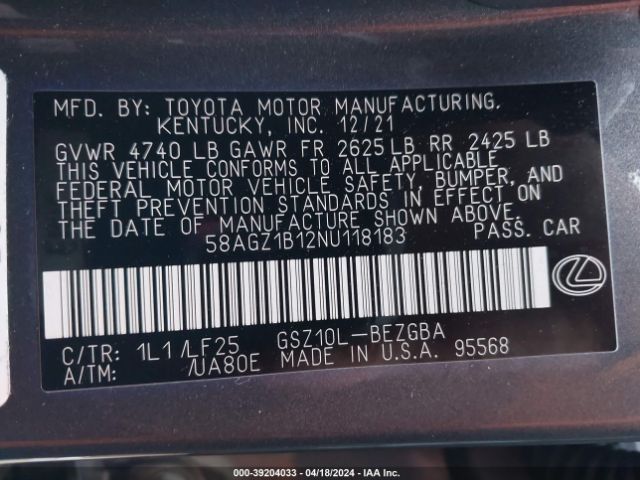 MFD. BY: TOYOTA MOTOR MANUFACTURING.
KENTUCKY, INC. 12/21
GVWR 4740 LB GAWR FR 2625 LB RR 2425 LB
THIS VEHICLE CONFORMS TO ALL APPLICABLE
FEDERAL MOTOR VEHICLE SAFETY, BUMPER, AND
THEFT PREVENTION STANDARDS IN EFFECT ON
THE DATE OF MANUFACTURE SHOWN ABOVE.
58AGZ1B12NU118183 PASS. CAR
C/TR: 1L1 /LF25 GSZ10L-BEZGBA
A/TM: /UA80E MADE IN U.S.A. 95568
000-39204033 - 04/18/2024 - IAA Inc.